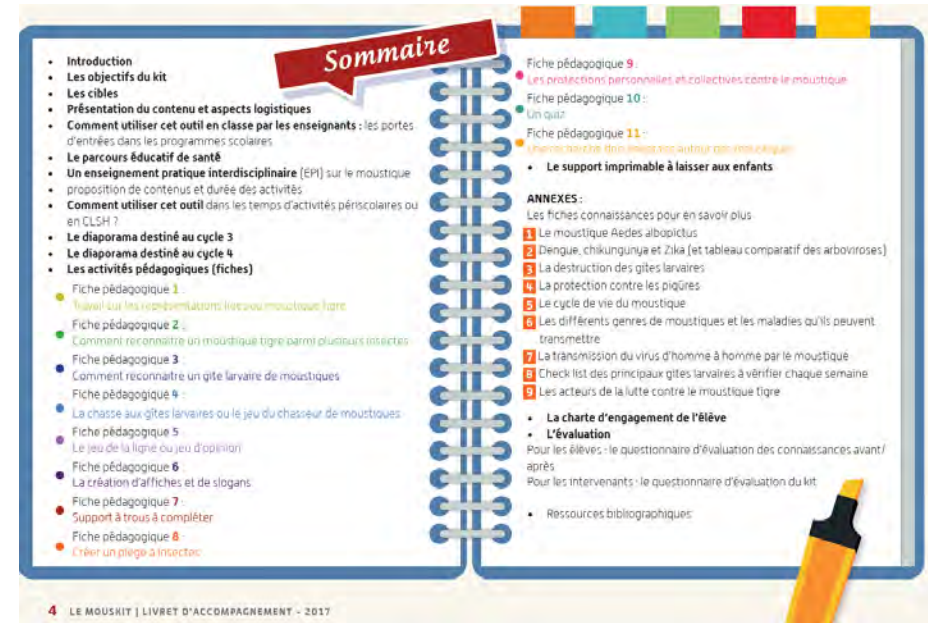 Sommaire
• Introduction
• Les objectifs du kit
• Les cibles
• Présentation du contenu et aspects logistiques
• Comment utiliser cet outil en classe par les enseignants : les portes
d'entrées dans les programmes scolaires
• Le parcours éducatif de santé
• Un enseignement pratique interdisciplinaire (EPI) sur le moustique
• proposition de contenus et durée des activités
• Comment utiliser cet outil dans les temps d'activités périscolaires ou
en CLSH ?
• Le diaporama destiné au cycle 3
• Le diaporama destiné au cycle 4
• Les activités pédagogiques (fiches)
Fiche pédagogique 1 :
Travail sur les représentations liées au moustique tigre
Fiche pédagogique 2 :
Comment reconnaitre un moustique tigre parmi plusieurs insectes
Fiche pédagogique 3
Comment reconnaitre un gite larvaire de moustiques
Fiche pédagogique 4 :
La chasse aux gîtes larvaires ou le jeu du chasseur de moustiques
Fiche pédagogique 5 :
Le jeu de la ligne ou jeu d'opinion
Fiche pédagogique 6
La création d'affiches et de slogans
Fiche pédagogique 7 :
Support à trous à compléter
Fiche pédagogique 8 :
Créer un piège à insectes
Fiche pédagogique 9 :
Les protections personnelles et collectives contre le moustique
Fiche pédagogique 10 :
Un quiz
Fiche pédagogique 11 :
autour des
• Le support imprimable à laisser aux enfants
ANNEXES :
Les fiches connaissances pour en savoir plus
1 Le moustique Aedes albopictus
2 Dengue, chikungunya et Zika (et tableau comparatif des arboviroses)
3 La destruction des gîtes larvaires
4 La protection contre les piqûres
5 Le cycle de vie du moustique
6 Les différents genres de moustiques et les maladies qu'ils peuvent
transmettre
7 La transmission du virus d'homme à homme par le moustique
8 Check list des principaux gîtes larvaires à vérifier chaque semaine
9 Les acteurs de la lutte contre le moustique tigre
• La charte d'engagement de l'élève
• L'évaluation
Pour les élèves : le questionnaire d'évaluation des connaissances avant/
après
Pour les intervenants : le questionnaire d'évaluation du kit
• Ressources bibliographiques
4 LE MOUSKIT | LIVRET D'ACCOMPAGNEMENT - 2017